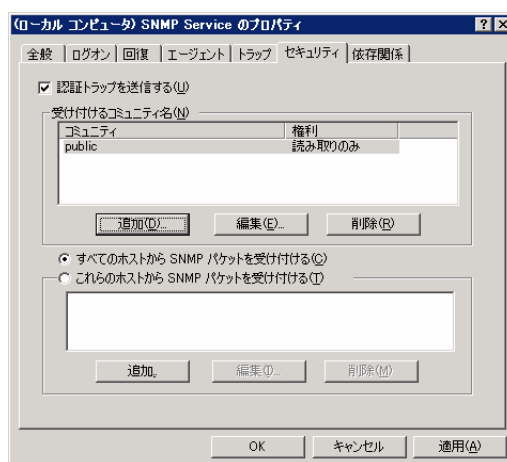 (ローカル コンピュータ) SNMP Service のプロパティ
全般 ログオン 回復 エージェント トラップ セキュリティ 依存関係
認証トラップを送信する(U)
受け付けるコミュニティ名(N)
コミュニティ 権利
public 読み取りのみ
追加(D)... 編集(E)... 削除(R)
すべてのホストから SNMP パケットを受け付ける(C)
これらのホストから SNMP パケットを受け付ける(T)
追加. 編集(I)... 削除(M)
OK キャンセル 適用(A)